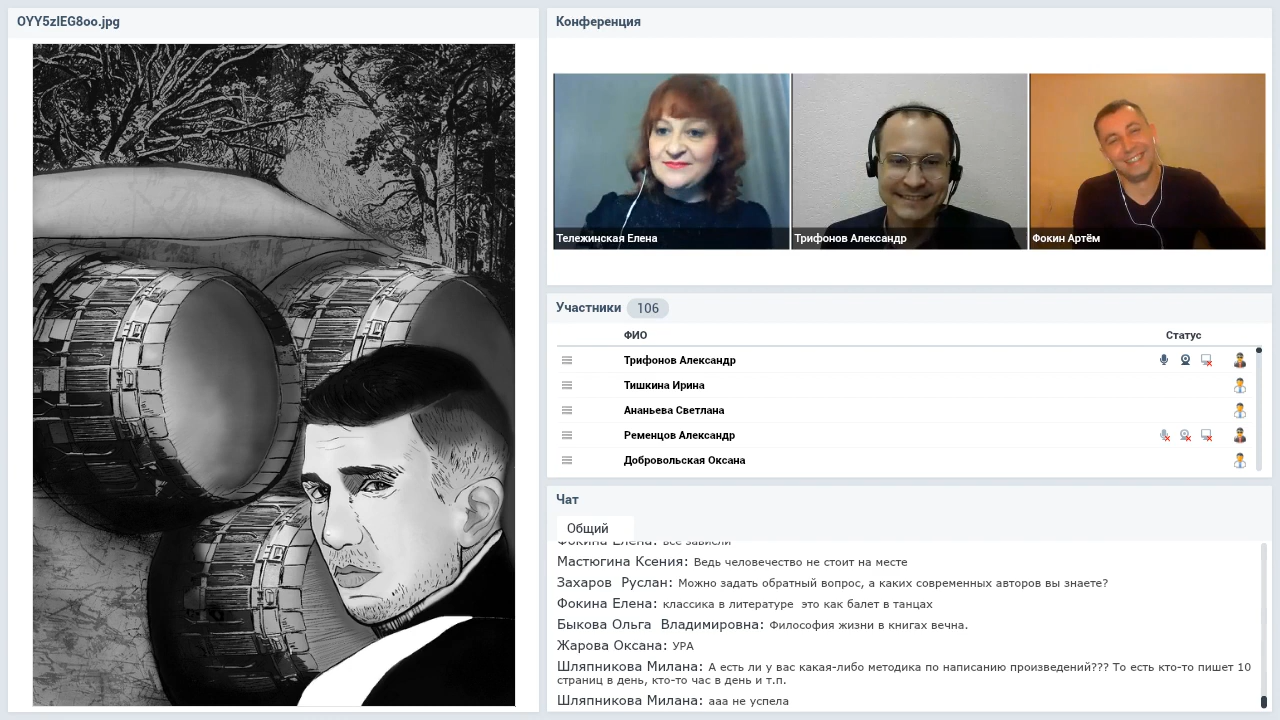 OYY5zIEG8oo.jpg
Конференция
Тележинская Елена
Трифонов Александр
Фокин Артём
Участники 106
ФИО Статус
Трифонов Александр
Тишкина Ирина
Ананьева Светлана
Ременцов Александр
Добровольская Оксана
Чат
Общий
Фокина Елена: все зависли
Мастюгина Ксения: Ведь человечество не стоит на месте
Захаров Руслан: Можно задать обратный вопрос, а каких современных авторов вы знаете?
Фокина Елена: классика в литературе это как балет в танцах
Быкова Ольга Владимировна: Философия жизни в книгах вечна.
Жарова Оксана: УРА
Шляпникова Милана: А есть ли у вас какая-либо методика по написанию произведений??? То есть кто-то пишет 10
страниц в день, кто-то час в день и т.п.
Шляпникова Милана: ааа не успела